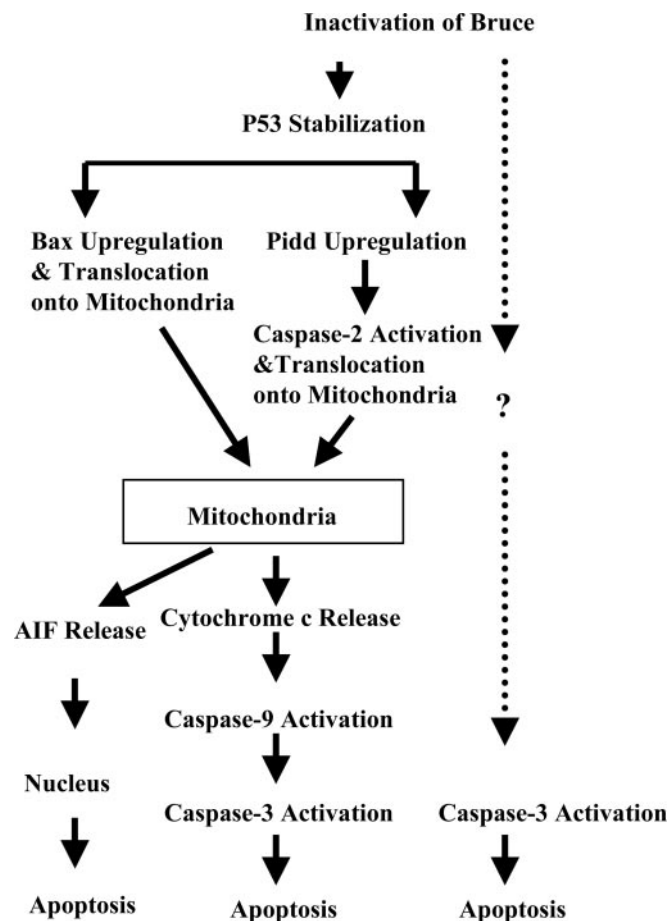 Inactivation of Bruce
P53 Stabilization
Bax Upregulation
& Translocation
onto Mitochondria
Pidd Upregulation
Caspase-2 Activation
&Translocation
onto Mitochondria
?
Mitochondria
AIF Release
Cytochrome c Release
Caspase-9 Activation
Nucleus
Caspase-3 Activation
Caspase-3 Activation
Apoptosis
Apoptosis
Apoptosis